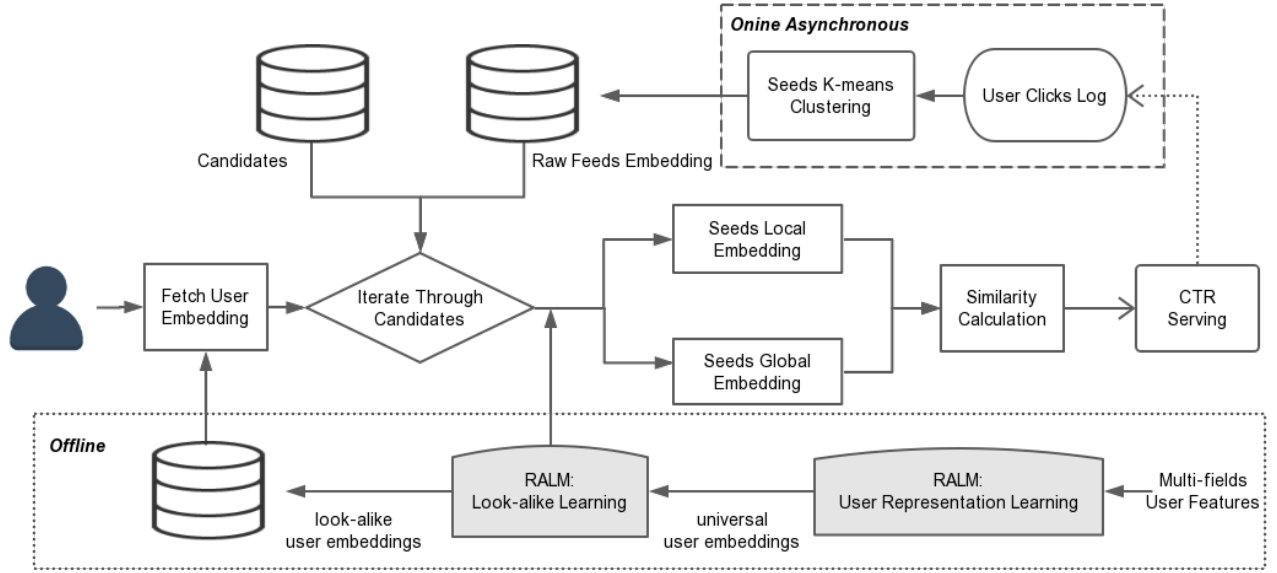 Onine Asynchronous
Seeds K-means
Clustering
User Clicks Log
Candidates
Raw Feeds Embedding
Seeds Local
Embedding
Fetch User
Embedding
Iterate Through
Candidates
Similarity
Calculation
CTR
Serving
Seeds Global
Embedding
Offline
RALM:
Look-alike Learning
RALM:
User Representation Learning
Multi-fields
User Features
look-alike
user embeddings
universal
user embeddings